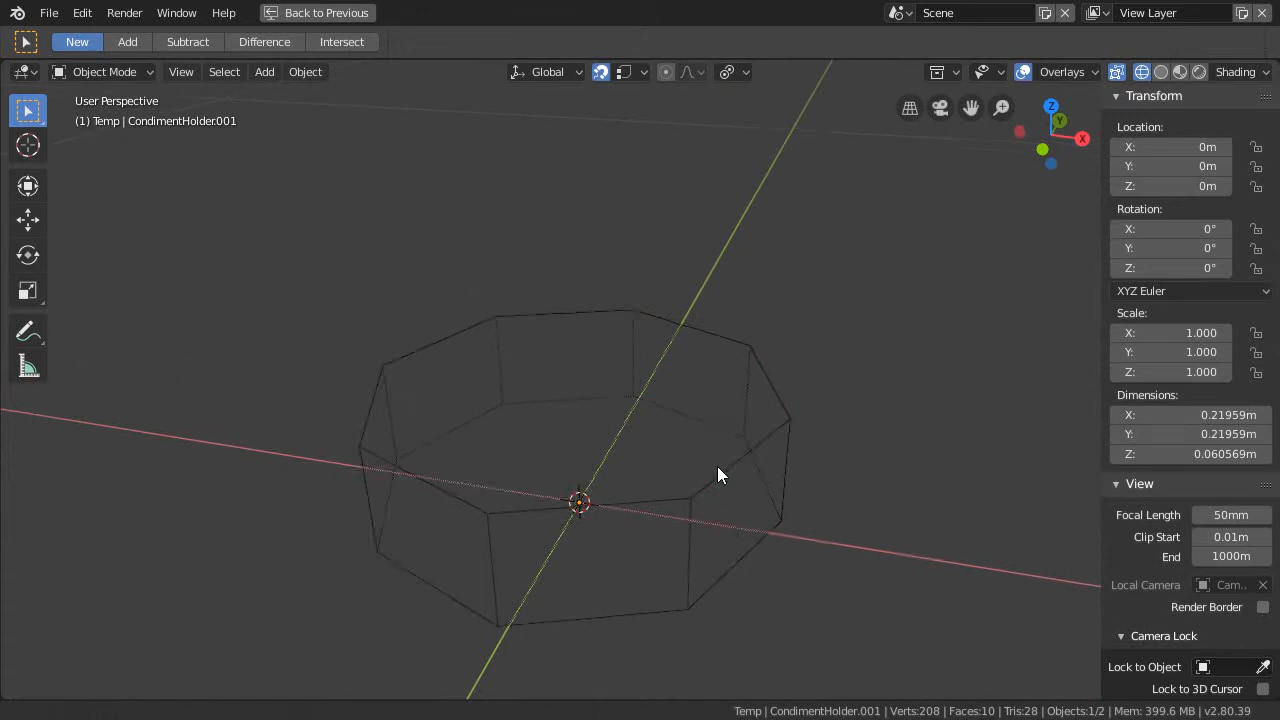 File Edit Render Window Help Back to Previous Scene View Layer
New Add Subtract Difference Intersect
Object Mode View Select Add Object Global Overlays Shading
User Perspective
(1) Temp | CondimentHolder.001
Z
Y
X
Transform
Location:
X: 0m
Y: 0m
Z: 0m
Rotation:
X: 0°
Y: 0°
Z: 0°
XYZ Euler
Scale:
X: 1.000
Y: 1.000
Z: 1.000
Dimensions:
X: 0.21959m
Y: 0.21959m
Z: 0.060569m
View
Focal Length 50mm
Clip Start 0.01m
End 1000m
Local Camera Cam..
Render Border
Camera Lock
Lock to Object
Lock to 3D Cursor
Temp | CondimentHolder.001 | Verts:208 | Faces:10 | Tris:28 | Objects:1/2 | Mem: 399.6 MB | v2.80.39